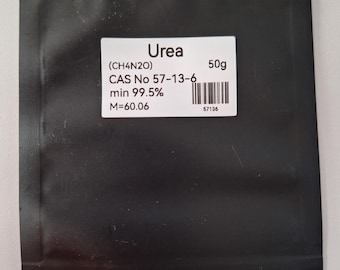 Urea
(CH4N2O) 50g
CAS No 57-13-6
min 99.5%
M=60.06
57136